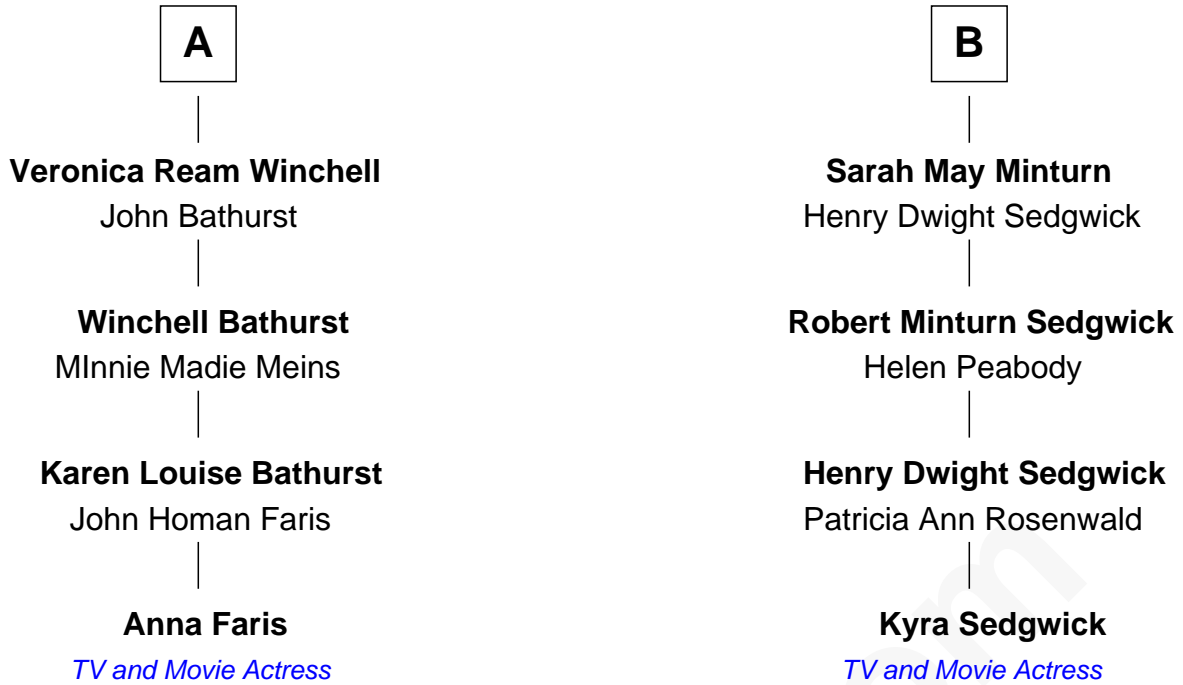 A
Veronica Ream Winchell
John Bathurst
Winchell Bathurst
MInnie Madie Meins
Karen Louise Bathurst
John Homan Faris
Anna Faris
TV and Movie Actress
B
Sarah May Minturn
Henry Dwight Sedgwick
Robert Minturn Sedgwick
Helen Peabody
Henry Dwight Sedgwick
Patricia Ann Rosenwald
Kyra Sedgwick
TV and Movie Actress